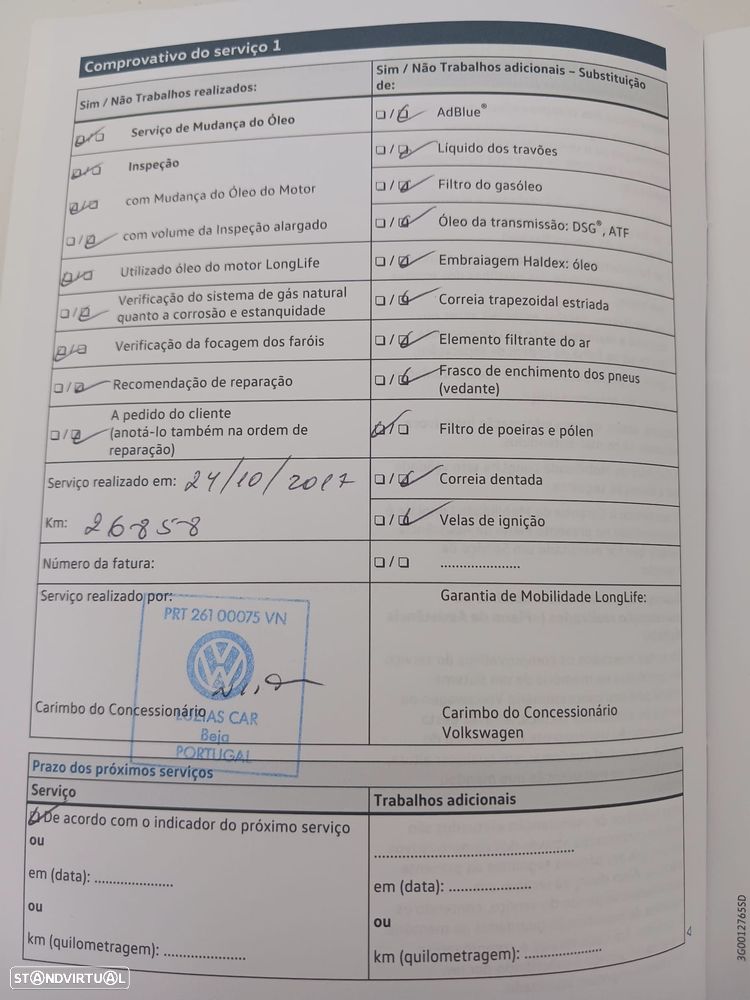 Comprovativo do serviço 1
Sim / Não Trabalhos realizados:
Serviço de Mudança do Óleo
Inspeção
com Mudança do Óleo do Motor
com volume da Inspeção alargado
Utilizado óleo do motor LongLife
Verificação do sistema de gás natural
quanto a corrosão e estanquidade
Verificação da focagem dos faróis
Recomendação de reparação
A pedido do cliente
(anotá-lo também na ordem de
reparação)
Serviço realizado em: 24/10/2017
Km: 26858
Número da fatura:
Serviço realizado por:
PRT 261 00075 VN
Carimbo do Concessionário
CAR
Beja
PORTUGAL
Sim / Não Trabalhos adicionais – Substituição
de:
AdBlue®
Líquido dos travões
Filtro do gasóleo
Óleo da transmissão: DSG®, ATF
Embraiagem Haldex: óleo
Correia trapezoidal estriada
Elemento filtrante do ar
Frasco de enchimento dos pneus
(vedante)
Filtro de poeiras e pólen
Correia dentada
Velas de ignição
.....................
Garantia de Mobilidade LongLife:
Carimbo do Concessionário
Volkswagen
Prazo dos próximos serviços
Serviço
De acordo com o indicador do próximo serviço
ou
em (data): .....................
ou
km (quilometragem): .....................
Trabalhos adicionais
.....................................................
em (data): .....................
ou
km (quilometragem): .....................
4
3G0012765SD
STANDVIRTUAL